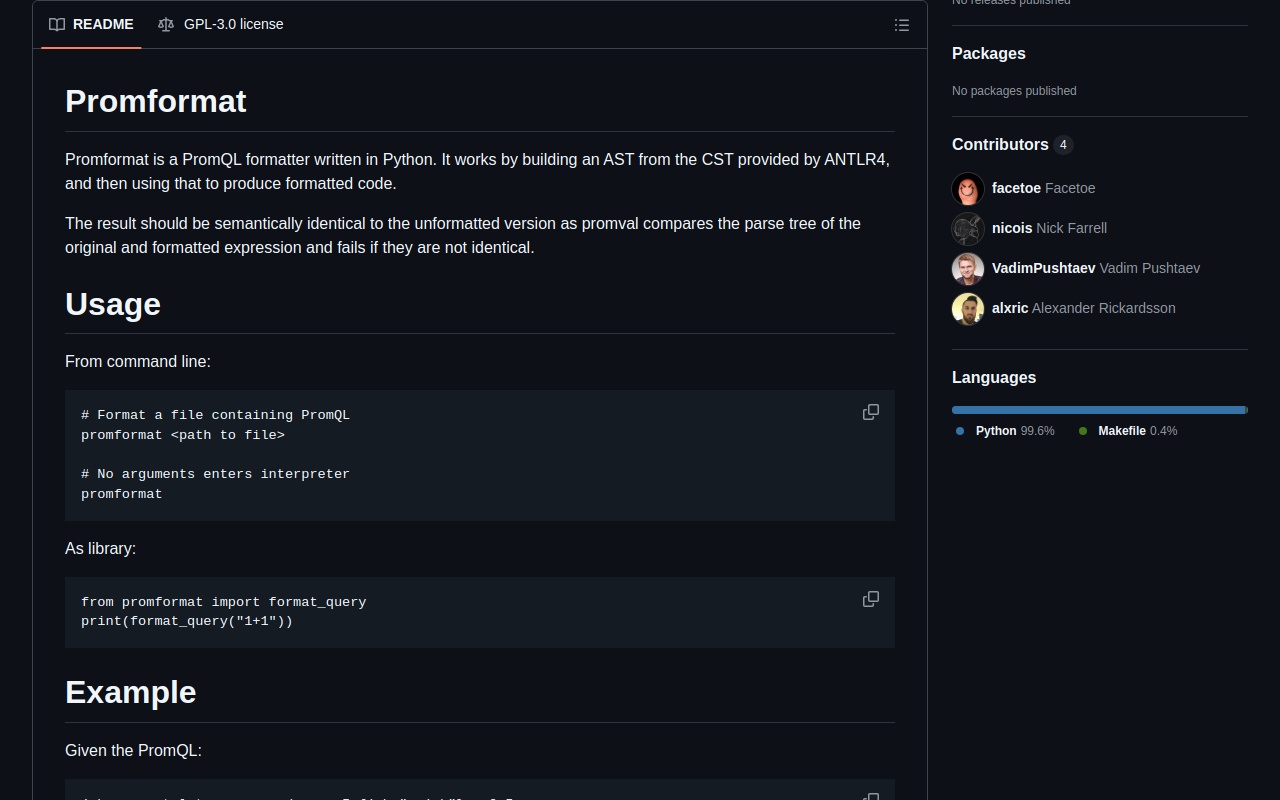 README
GPL-3.0 license
No releases published
Packages
No packages published
Contributors 4
facetoe Facetoe
nicois Nick Farrell
VadimPushtaev Vadim Pushtaev
alxric Alexander Rickardsson
Languages
Python 99.6%
Makefile 0.4%
Promformat
Promformat is a PromQL formatter written in Python. It works by building an AST from the CST provided by ANTLR4,
and then using that to produce formatted code.
The result should be semantically identical to the unformatted version as promval compares the parse tree of the
original and formatted expression and fails if they are not identical.
Usage
From command line:
# Format a file containing PromQL
promformat <path to file>
# No arguments enters interpreter
promformat
As library:
from promformat import format_query
print(format_query("1+1"))
Example
Given the PromQL: